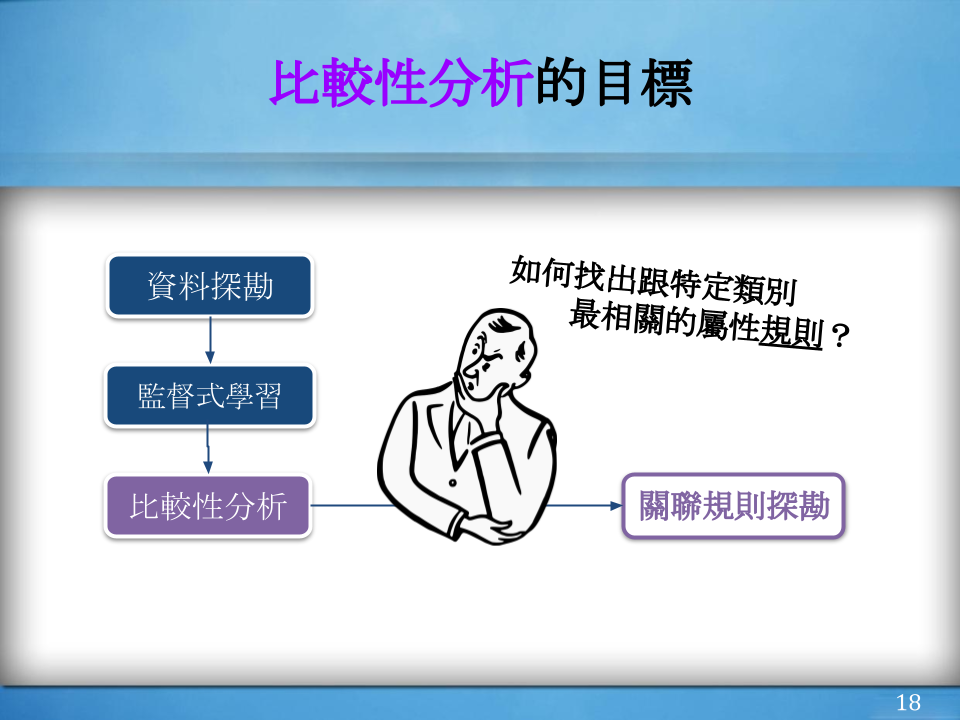 比較性分析的目標
資料探勘
監督式學習
比較性分析
如何找出跟特定類別
最相關的屬性規則？
關聯規則探勘
18